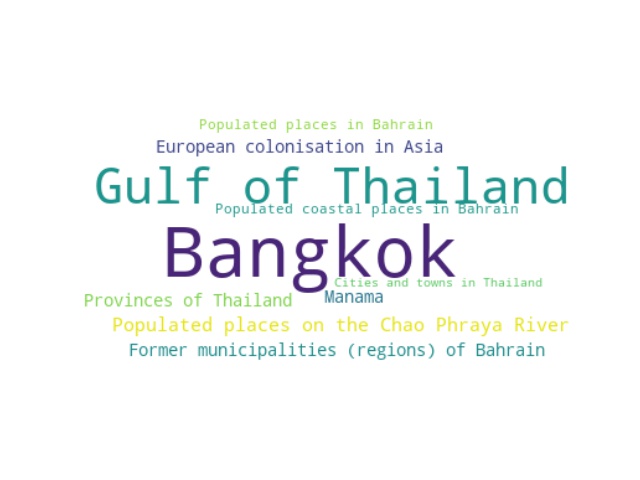 Populated places in Bahrain
European colonisation in Asia
Gulf of Thailand
Populated coastal places in Bahrain
Bangkok
Cities and towns in Thailand
Manama
Provinces of Thailand
Populated places on the Chao Phraya River
Former municipalities (regions) of Bahrain